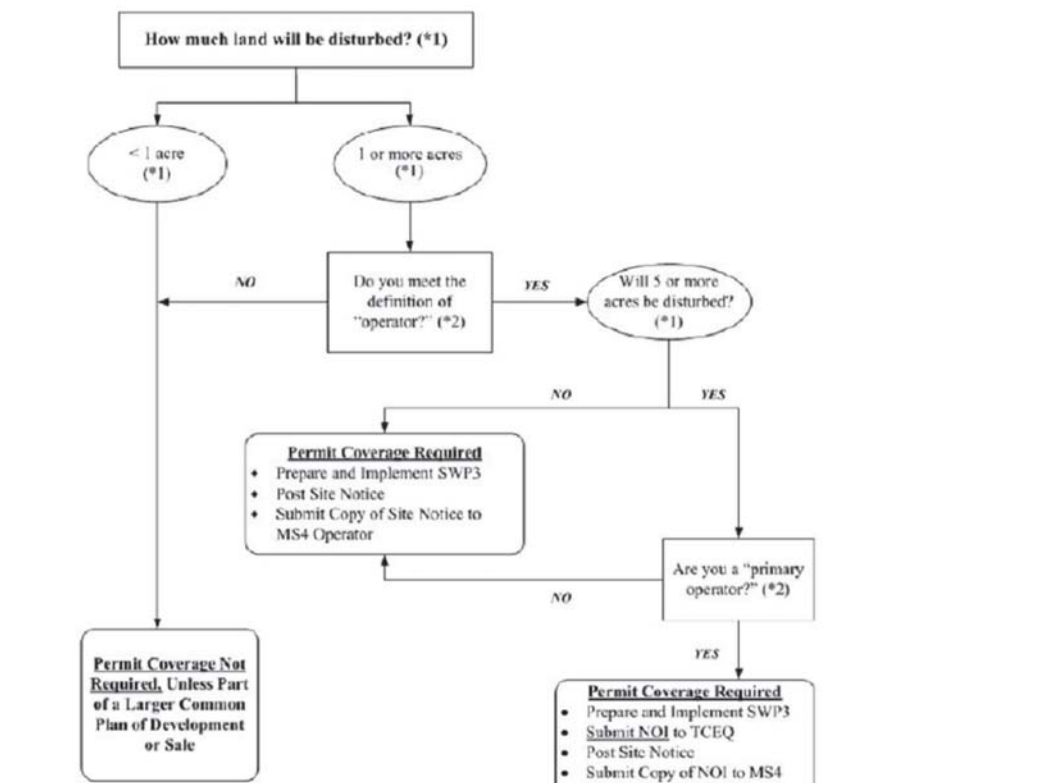 How much land will be disturbed? (*1)
< 1 acre
(*1)
1 or more acres
(*1)
NO
Do you meet the
definition of
"operator?" (*2)
YES
Will 5 or more
acres be disturbed?
(*1)
NO
YES
Permit Coverage Required
• Prepare and Implement SWP3
• Post Site Notice
• Submit Copy of Site Notice to
MS4 Operator
Are you a "primary
operator?" (*2)
NO
YES
Permit Coverage Not
Required, Unless Part
of a Larger Common
Plan of Development
or Sale
Permit Coverage Required
• Prepare and Implement SWP3
• Submit NOI to TCEQ
• Post Site Notice
• Submit Copy of NOI to MS4